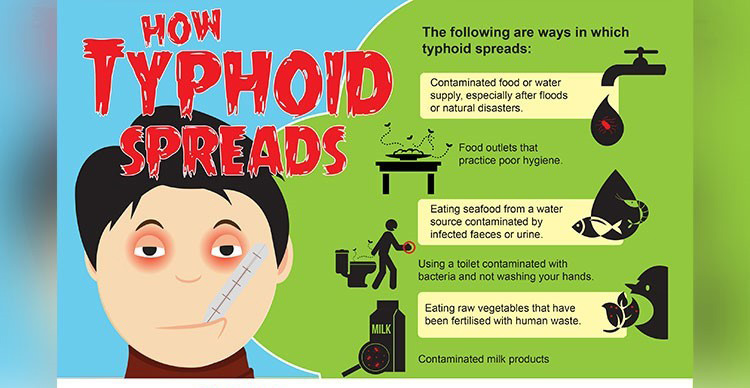 HOW
TYPHOID
SPREADS
The following are ways in which
typhoid spreads:
Contaminated food or water
supply, especially after floods
or natural disasters.
Food outlets that
practice poor hygiene.
Eating seafood from a water
source contaminated by
infected faeces or urine.
Using a toilet contaminated with
bacteria and not washing your hands.
Eating raw vegetables that have
been fertilised with human waste.
MILK
Contaminated milk products